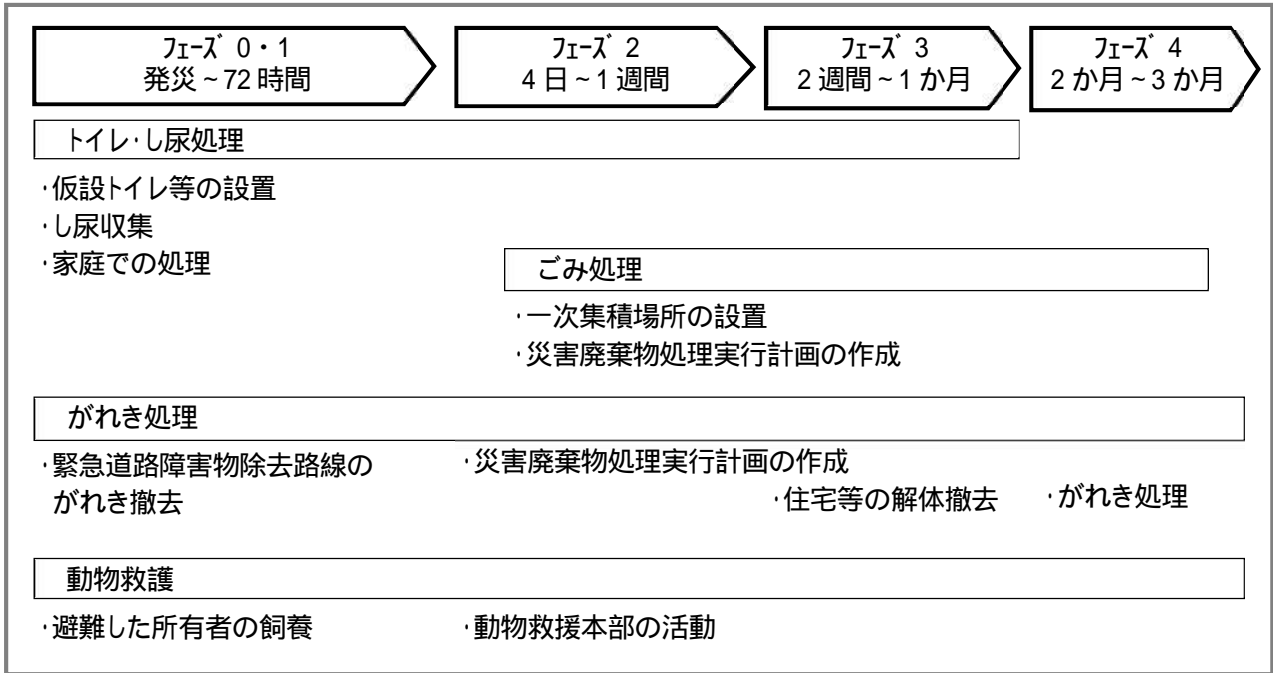 ﾌｪｰｽﾞ 0・1
発災~72時間
ﾌｪｰｽﾞ 2
4日~1週間
ﾌｪｰｽﾞ 3
2週間~1か月
ﾌｪｰｽﾞ 4
2か月~3か月
トイレ・し尿処理
・仮設トイレ等の設置
・し尿収集
・家庭での処理
ごみ処理
・一次集積場所の設置
・災害廃棄物処理実行計画の作成
がれき処理
・緊急道路障害物除去路線の
がれき撤去
・災害廃棄物処理実行計画の作成
・住宅等の解体撤去
・がれき処理
動物救護
・避難した所有者の飼養
・動物救援本部の活動